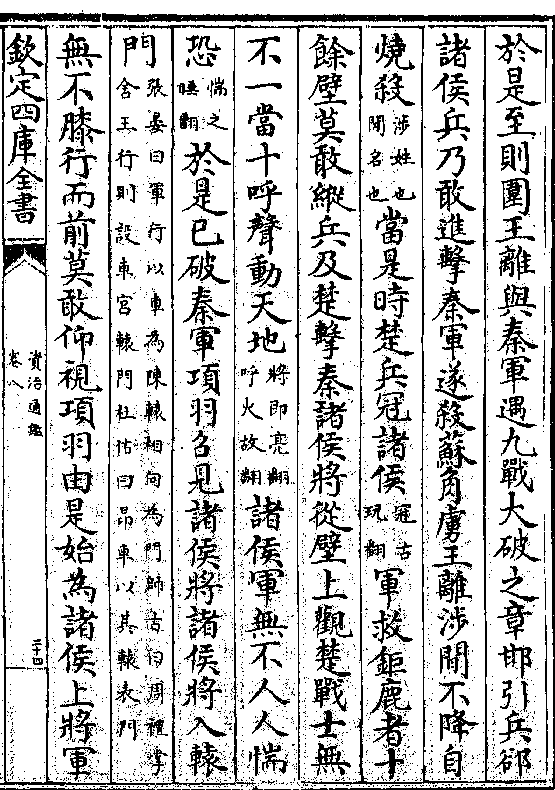 於是至則圍王離與秦軍遇九戰大破之章邯引兵郤
諸侯兵乃敢進擊秦軍遂殺蘇角虜王離涉閒不降自
燒殺涉姓也閒名也當是時楚兵冠諸侯冠古玩翻軍救鉅鹿者十
餘壁莫敢縱兵及楚擊秦諸侯將從壁上觀楚戰士無
不一當十呼聲動天地將即亮翻呼火故翻諸侯軍無不人人惴
恐惴之睡翻於是已破秦軍項羽召見諸侯將諸侯將入轅
門張晏曰軍行以車為陳轅相向為門師古曰周禮掌舍王行則設車宮轅門杜佑曰昂車以其轅表門
無不膝行而前莫敢仰視項羽由是始為諸侯上將軍
欽定四庫全書
資治通鑑
卷八
二十四